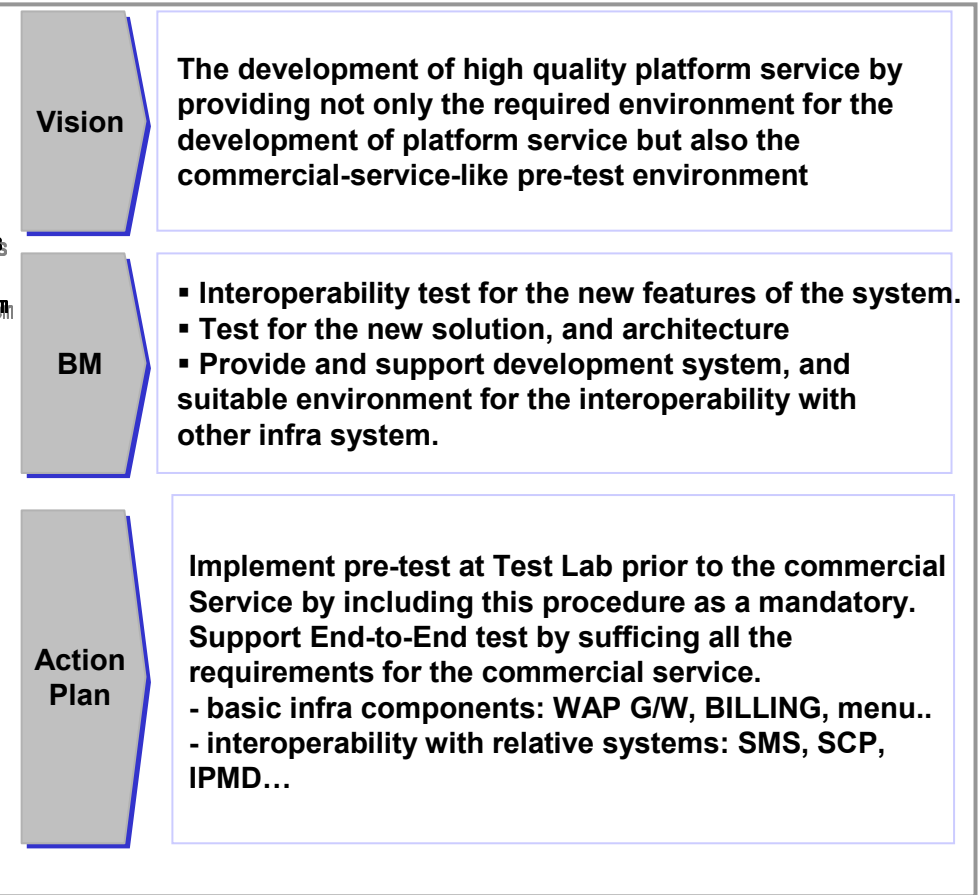 Vision
The development of high quality platform service by
providing not only the required environment for the
development of platform service but also the
commercial-service-like pre-test environment
BM
▪ Interoperability test for the new features of the system.
▪ Test for the new solution, and architecture
▪ Provide and support development system, and
suitable environment for the interoperability with
other infra system.
Action
Plan
Implement pre-test at Test Lab prior to the commercial
Service by including this procedure as a mandatory.
Support End-to-End test by sufficing all the
requirements for the commercial service.
- basic infra components: WAP G/W, BILLING, menu..
- interoperability with relative systems: SMS, SCP,
IPMD…